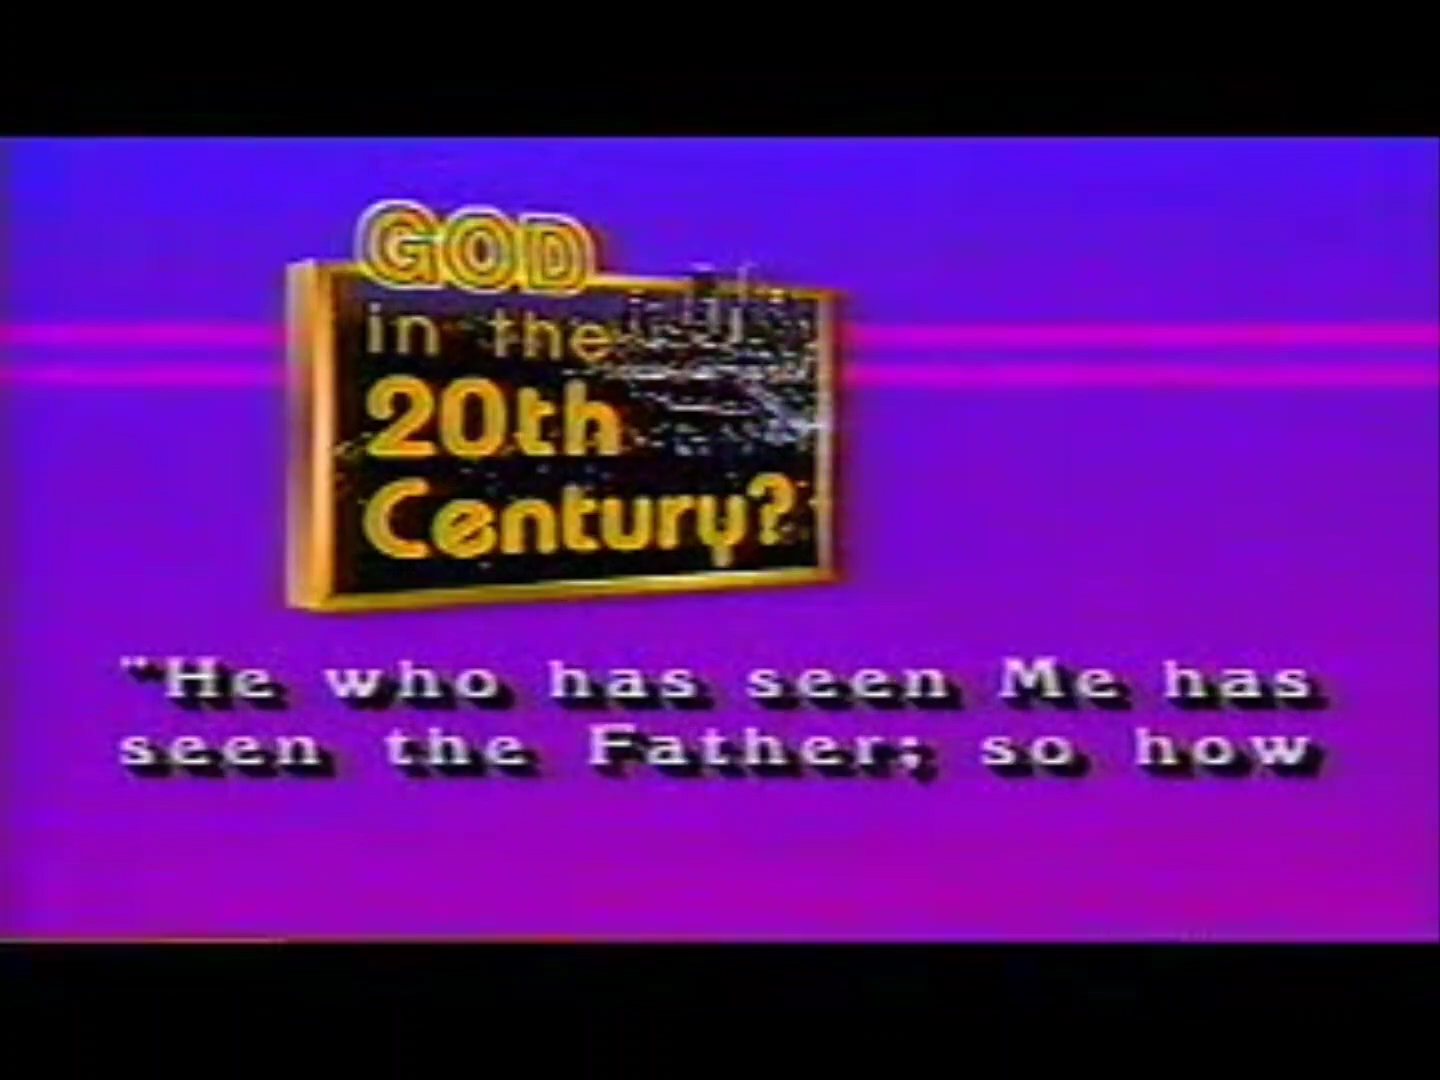 GOD
in the
20th
Century?
"He who has seen Me has
seen the Father; so how